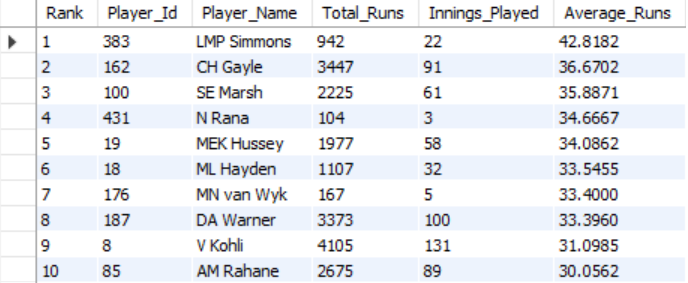 Rank Player_Id Player_Name Total_Runs Innings_Played Average_Runs
1 383 LMP Simmons 942 22 42.8182
2 162 CH Gayle 3447 91 36.6702
3 100 SE Marsh 2225 61 35.8871
4 431 N Rana 104 3 34.6667
5 19 MEK Hussey 1977 58 34.0862
6 18 ML Hayden 1107 32 33.5455
7 176 MN van Wyk 167 5 33.4000
8 187 DA Warner 3373 100 33.3960
9 8 V Kohli 4105 131 31.0985
10 85 AM Rahane 2675 89 30.0562